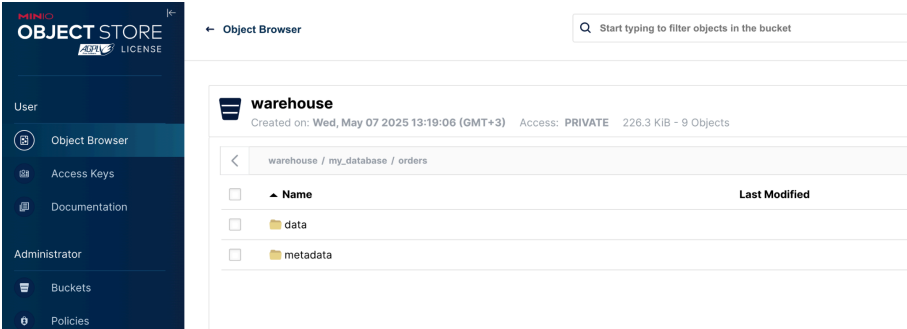 MINIO
OBJECT STORE
AGPL LICENSE
User
Object Browser
Access Keys
Documentation
Administrator
Buckets
Policies
← Object Browser
Start typing to filter objects in the bucket
warehouse
Created on: Wed, May 07 2025 13:19:06 (GMT+3) Access: PRIVATE 226.3 KiB - 9 Objects
warehouse / my_database / orders
Name Last Modified
data
metadata